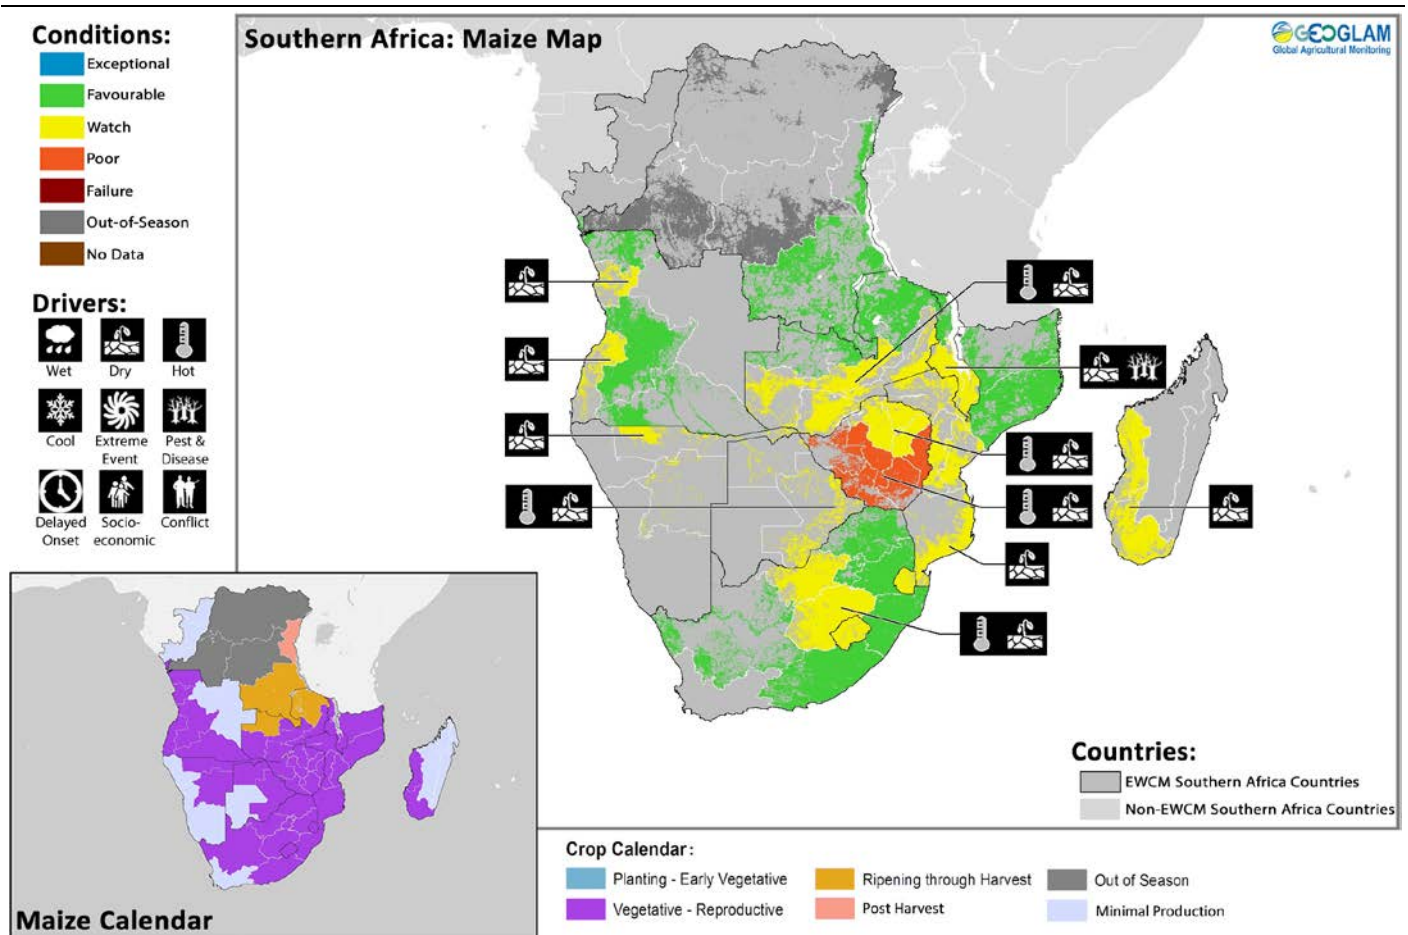 Conditions:
Exceptional
Favourable
Watch
Poor
Failure
Out-of-Season
No Data
Drivers:
Wet
Dry
Hot
Cool
Extreme
Event
Pest &
Disease
Delayed
Onset
Socio-
economic
Conflict
Southern Africa: Maize Map
GEOGLAM
Global Agricultural Monitoring
Countries:
EWCM Southern Africa Countries
Non-EWCM Southern Africa Countries
Maize Calendar
Crop Calendar:
Planting - Early Vegetative
Vegetative - Reproductive
Ripening through Harvest
Post Harvest
Out of Season
Minimal Production